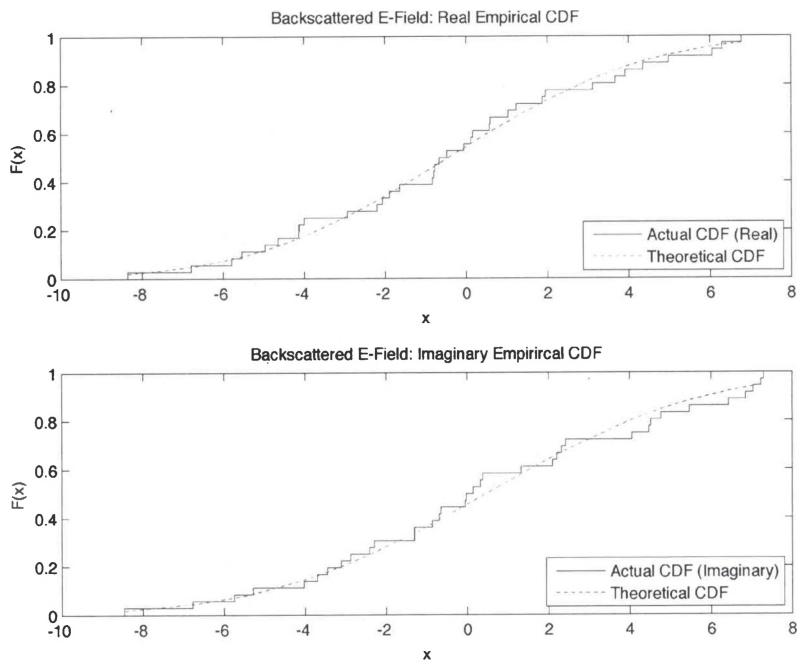 Backscattered E-Field: Real Empirical CDF
1
0.8
0.6
0.4
0.2
0
F(x)
-10 -8 -6 -4 -2 0 2 4 6 8
x
Actual CDF (Real)
Theoretical CDF
Backscattered E-Field: Imaginary Empirircal CDF
1
0.8
0.6
0.4
0.2
0
F(x)
-10 -8 -6 -4 -2 0 2 4 6 8
x
Actual CDF (Imaginary)
Theoretical CDF